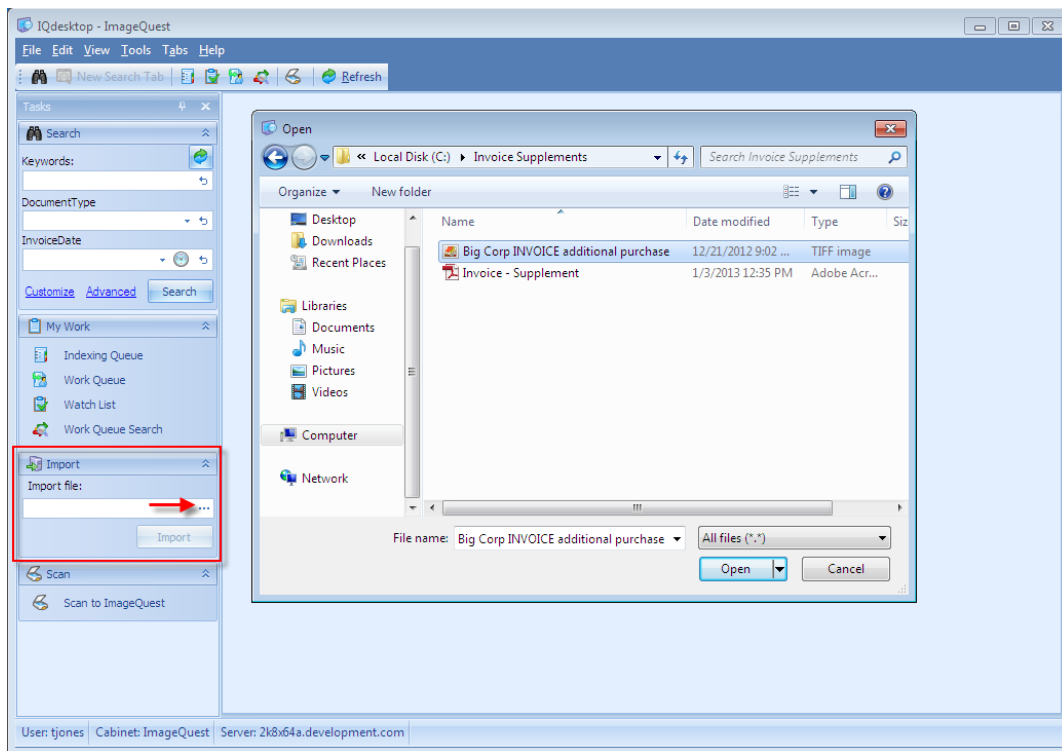 IQdesktop - ImageQuest
File Edit View Tools Tabs Help
New Search Tab Refresh
Tasks
Search
Keywords:
DocumentType
InvoiceDate
Customize Advanced Search
My Work
Indexing Queue
Work Queue
Watch List
Work Queue Search
Import
Import file:
...
Import
Scan
Scan to ImageQuest
Open
« Local Disk (C:) Invoice Supplements Search Invoice Supplements
Organize New folder
Desktop
Downloads
Recent Places
Libraries
Documents
Music
Pictures
Videos
Computer
Network
Name Date modified Type Siz
Big Corp INVOICE additional purchase 12/21/2012 9:02 ... TIFF image
Invoice - Supplement 1/3/2013 12:35 PM Adobe Acr...
File name: Big Corp INVOICE additional purchase All files (*.*)
Open Cancel
User: tjones Cabinet: ImageQuest Server: 2k8x64a.development.com